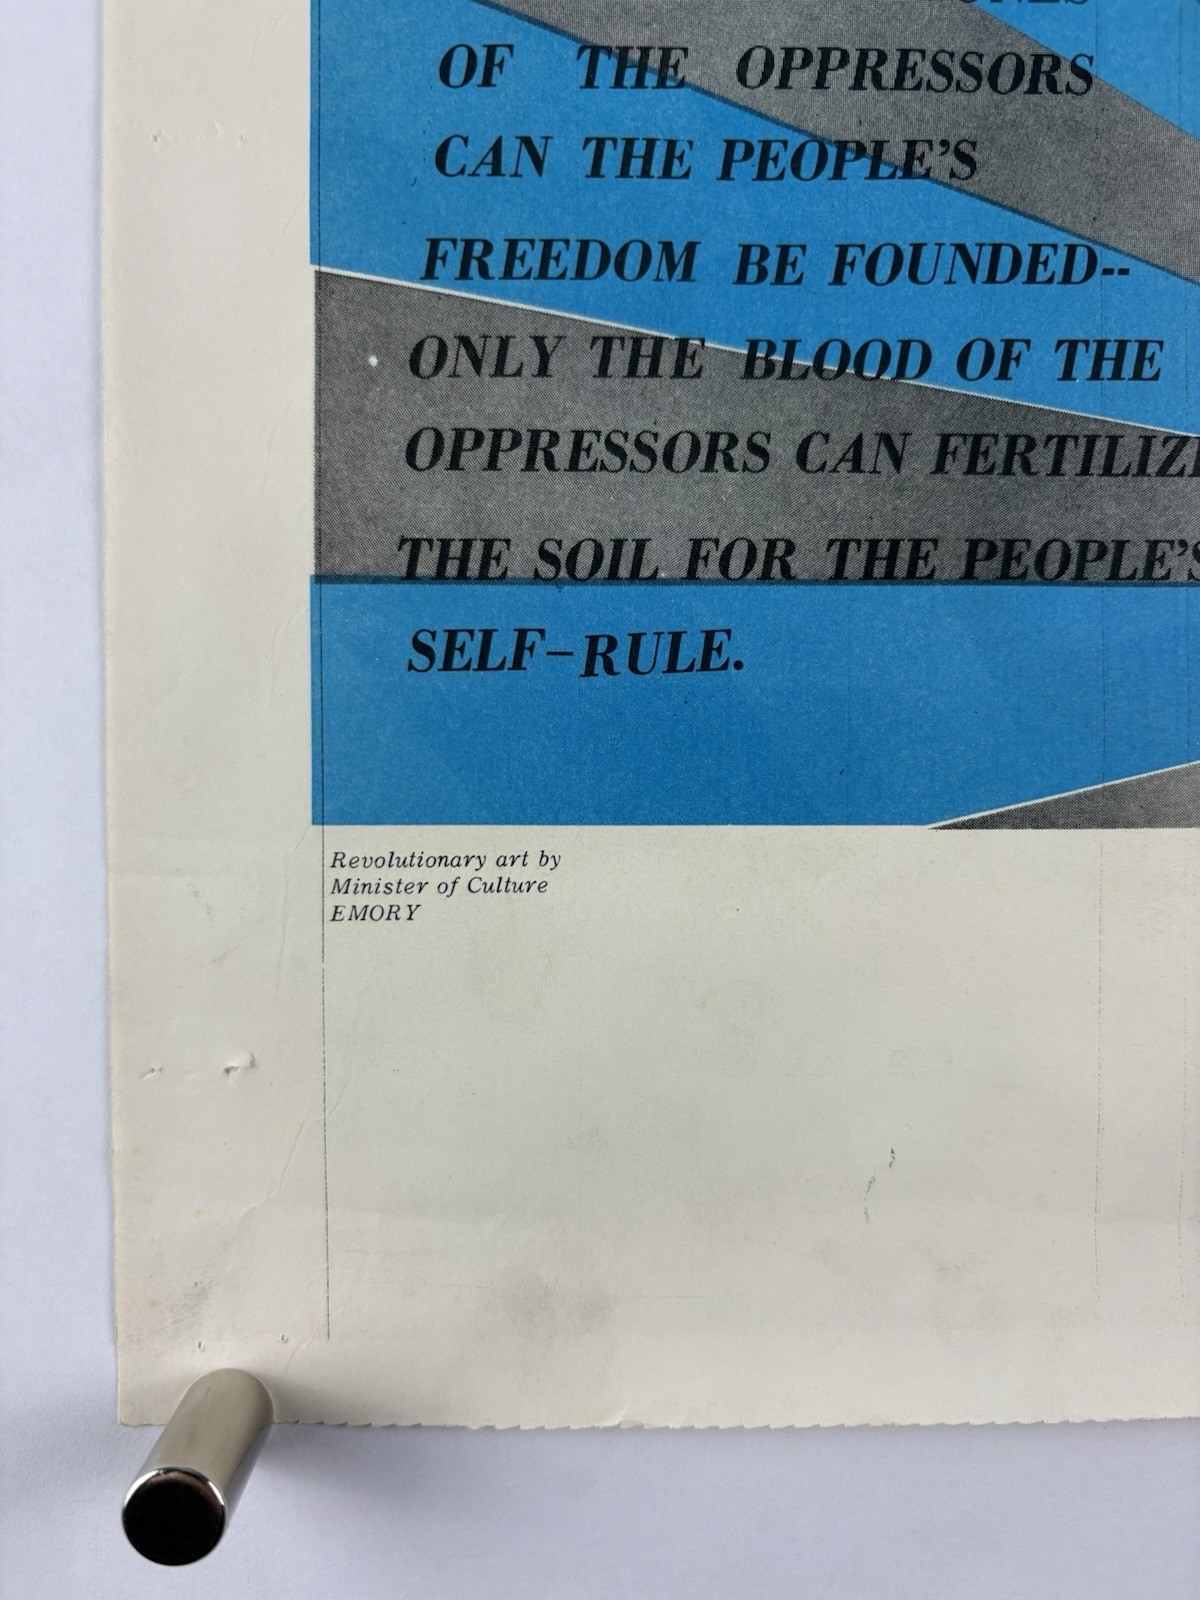 OF THE OPPRESSORS
CAN THE PEOPLE'S
FREEDOM BE FOUNDED--
ONLY THE BLOOD OF THE
OPPRESSORS CAN FERTILIZE
THE SOIL FOR THE PEOPLE'S
SELF-RULE.
Revolutionary art by
Minister of Culture
EMORY